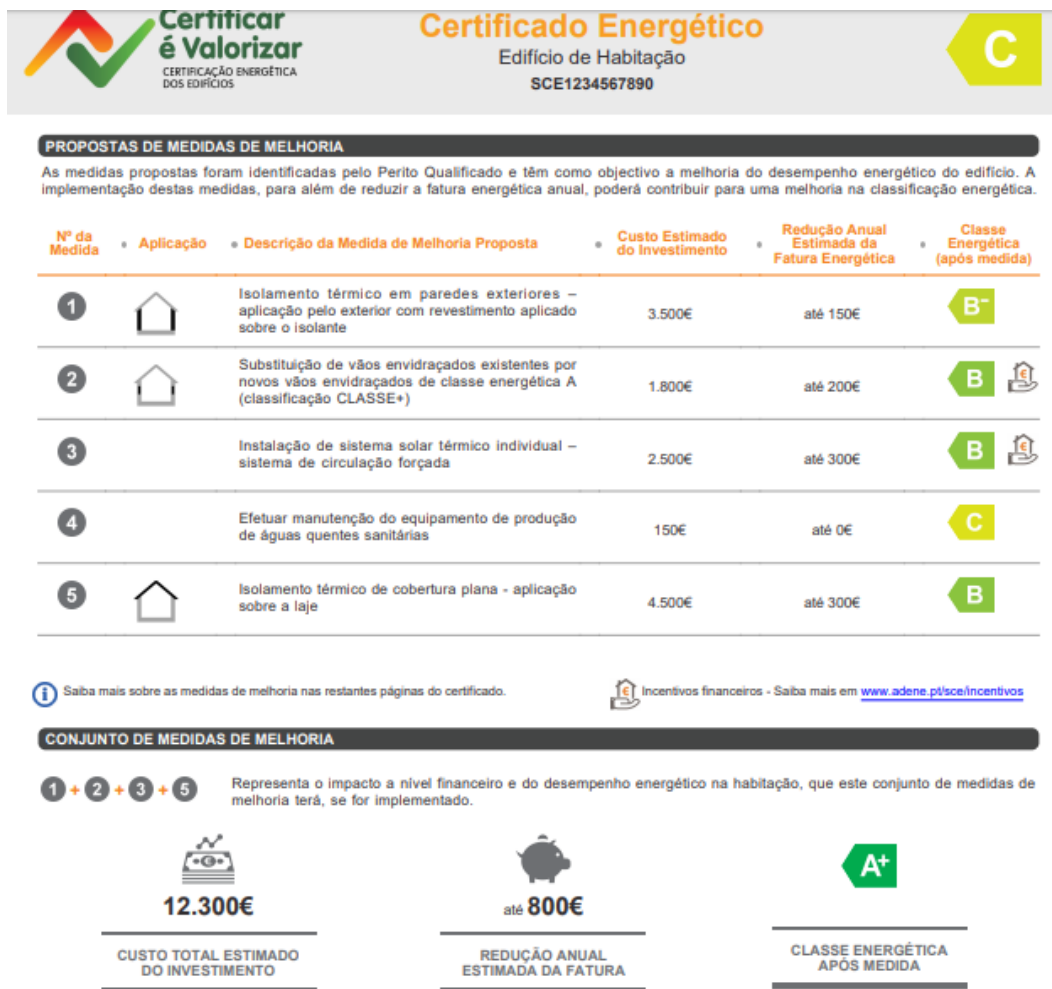 Certificar
é Valorizar
CERTIFICAÇÃO ENERGÉTICA
DOS EDIFÍCIOS
Certificado Energético
Edifício de Habitação
SCE1234567890
C
PROPOSTAS DE MEDIDAS DE MELHORIA
As medidas propostas foram identificadas pelo Perito Qualificado e têm como objectivo a melhoria do desempenho energético do edifício. A
implementação destas medidas, para além de reduzir a fatura energética anual, poderá contribuir para uma melhoria na classificação energética.
Nº da
Medida
Aplicação
Descrição da Medida de Melhoria Proposta
Custo Estimado
do Investimento
Redução Anual
Estimada da
Fatura Energética
Classe
Energética
(após medida)
1
Isolamento térmico em paredes exteriores –
aplicação pelo exterior com revestimento aplicado
sobre o isolante
3.500€
até 150€
B-
2
Substituição de vãos envidraçados existentes por
novos vãos envidraçados de classe energética A
(classificação CLASSE+)
1.800€
até 200€
B
3
Instalação de sistema solar térmico individual –
sistema de circulação forçada
2.500€
até 300€
B
4
Efetuar manutenção do equipamento de produção
de águas quentes sanitárias
150€
até 0€
C
5
Isolamento térmico de cobertura plana - aplicação
sobre a laje
4.500€
até 300€
B
Saiba mais sobre as medidas de melhoria nas restantes páginas do certificado.
Incentivos financeiros - Saiba mais em www.adene.pt/sce/incentivos
CONJUNTO DE MEDIDAS DE MELHORIA
1 + 2 + 3 + 5
Representa o impacto a nível financeiro e do desempenho energético na habitação, que este conjunto de medidas de
melhoria terá, se for implementado.
12.300€
CUSTO TOTAL ESTIMADO
DO INVESTIMENTO
até 800€
REDUÇÃO ANUAL
ESTIMADA DA FATURA
A+
CLASSE ENERGÉTICA
APÓS MEDIDA